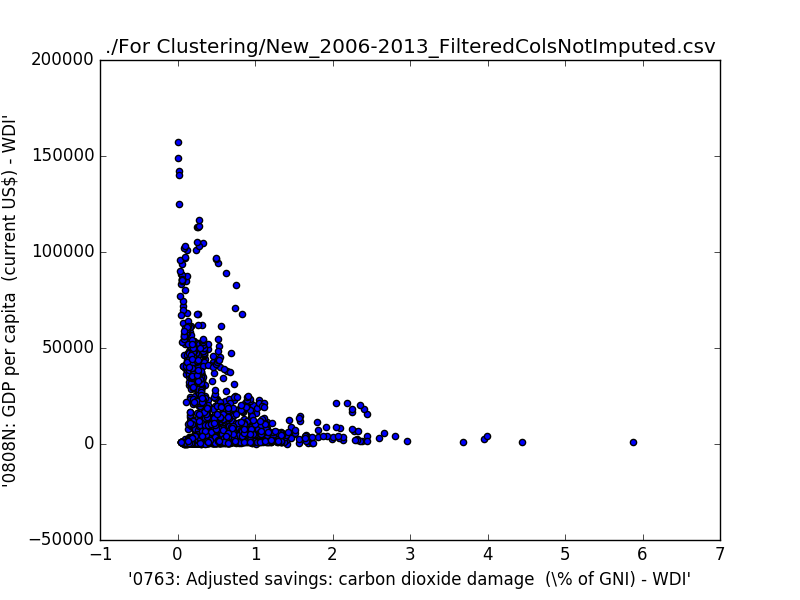 ./For Clustering/New_2006-2013_FilteredColsNotImputed.csv
200000
150000
100000
50000
0
−50000
'0808N: GDP per capita  (current US$) - WDI'
−1 0 1 2 3 4 5 6 7
'0763: Adjusted savings: carbon dioxide damage  (\% of GNI) - WDI'